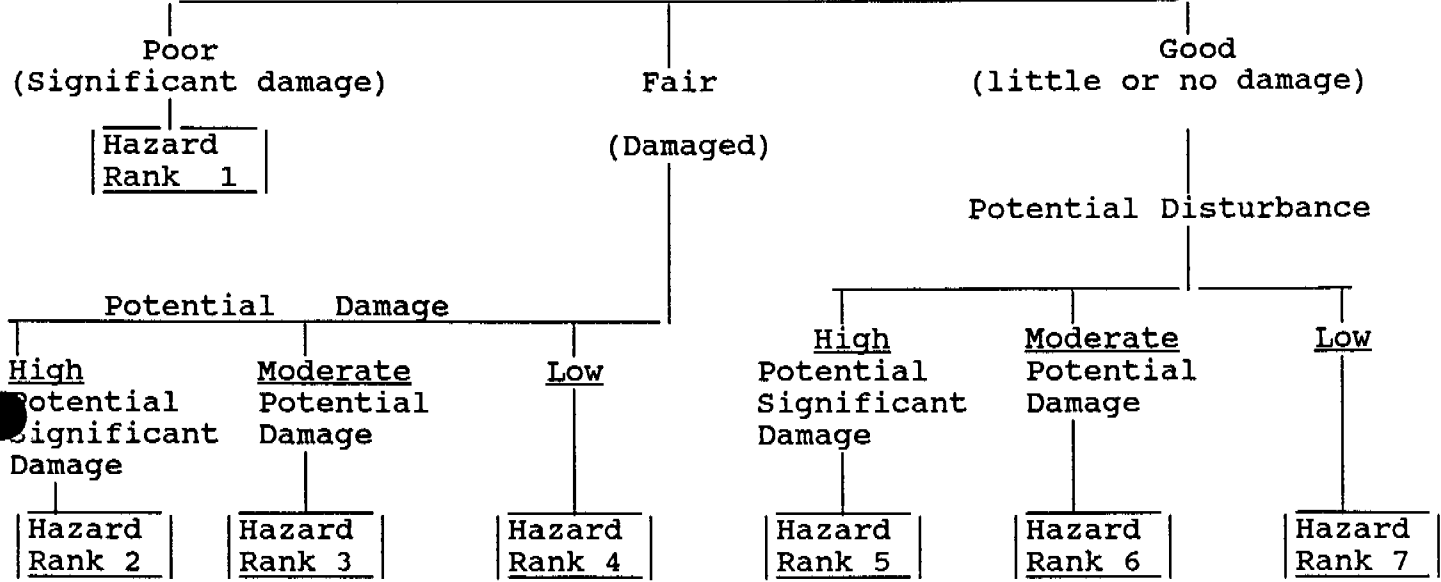 Poor
(Significant damage)
Hazard
Rank 1
Fair
(Damaged)
Good
(little or no damage)
Potential Disturbance
Potential Damage
High
Potential
Significant
Damage
Hazard
Rank 2
Moderate
Potential
Damage
Hazard
Rank 3
Low
Hazard
Rank 4
High
Potential
Significant
Damage
Hazard
Rank 5
Moderate
Potential
Damage
Hazard
Rank 6
Low
Hazard
Rank 7